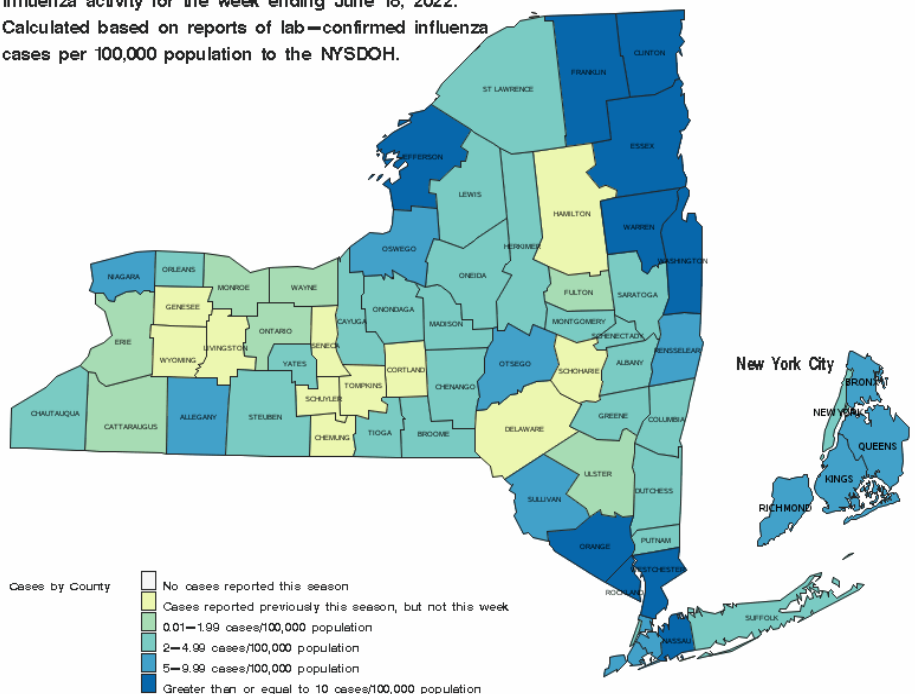 Influenza activity for the week ending June 18, 2022.
Calculated based on reports of lab-confirmed influenza
cases per 100,000 population to the NYSDOH.
CLINTON
FRANKLIN
ST LAWRENCE
ESSEX
JEFFERSON
LEWIS
HAMILTON
WARREN
HERKIMER
OSWEGO
WASHINGTON
ORLEANS
NIAGARA
ONEIDA
MONROE
WAYNE
FULTON
SARATOGA
GENESEE
ONONDAGA
CAYUGA
MADISON
MONTGOMERY
ONTARIO
SCHENECTADY
ERIE
LIVINGSTON
SENECA
WYOMING
YATES
OTSEGO
ALBANY
RENSSELEAR
CORTLAND
SCHOHARIE
TOMPKINS
CHENANGO
SCHUYLER
CHAUTAUQUA
CATTARAUGUS
ALLEGANY
STEUBEN
CHEMUNG
TIOGA
BROOME
DELAWARE
GREENE
COLUMBIA
ULSTER
DUTCHESS
SULLIVAN
PUTNAM
ORANGE
WESTCHESTER
ROCKLAND
SUFFOLK
NASSAU
New York City
BRONX
NEW YORK
QUEENS
KINGS
RICHMOND
Cases by County
No cases reported this season
Cases reported previously this season, but not this week
0.01-1.99 cases/100,000 population
2-4.99 cases/100,000 population
5-9.99 cases/100,000 population
Greater than or equal to 10 cases/100,000 population